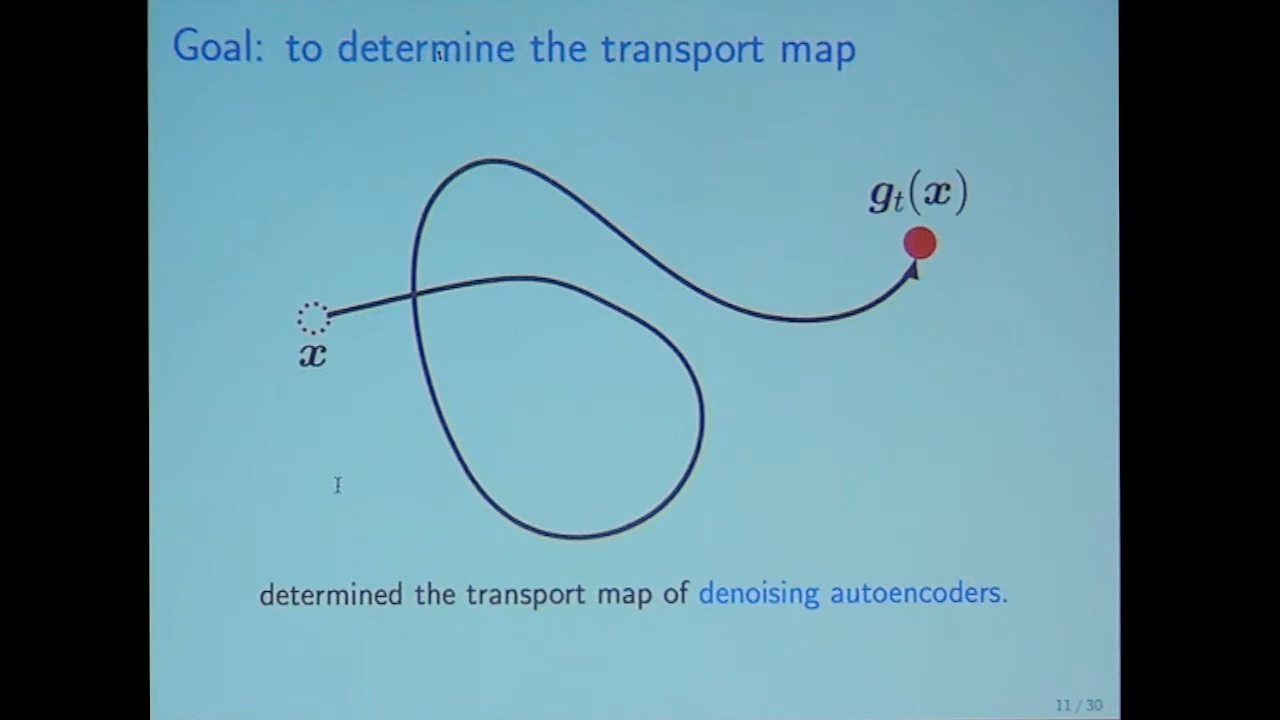 Goal: to determine the transport map
g_t(x)
x
determined the transport map of denoising autoencoders.
11 / 30